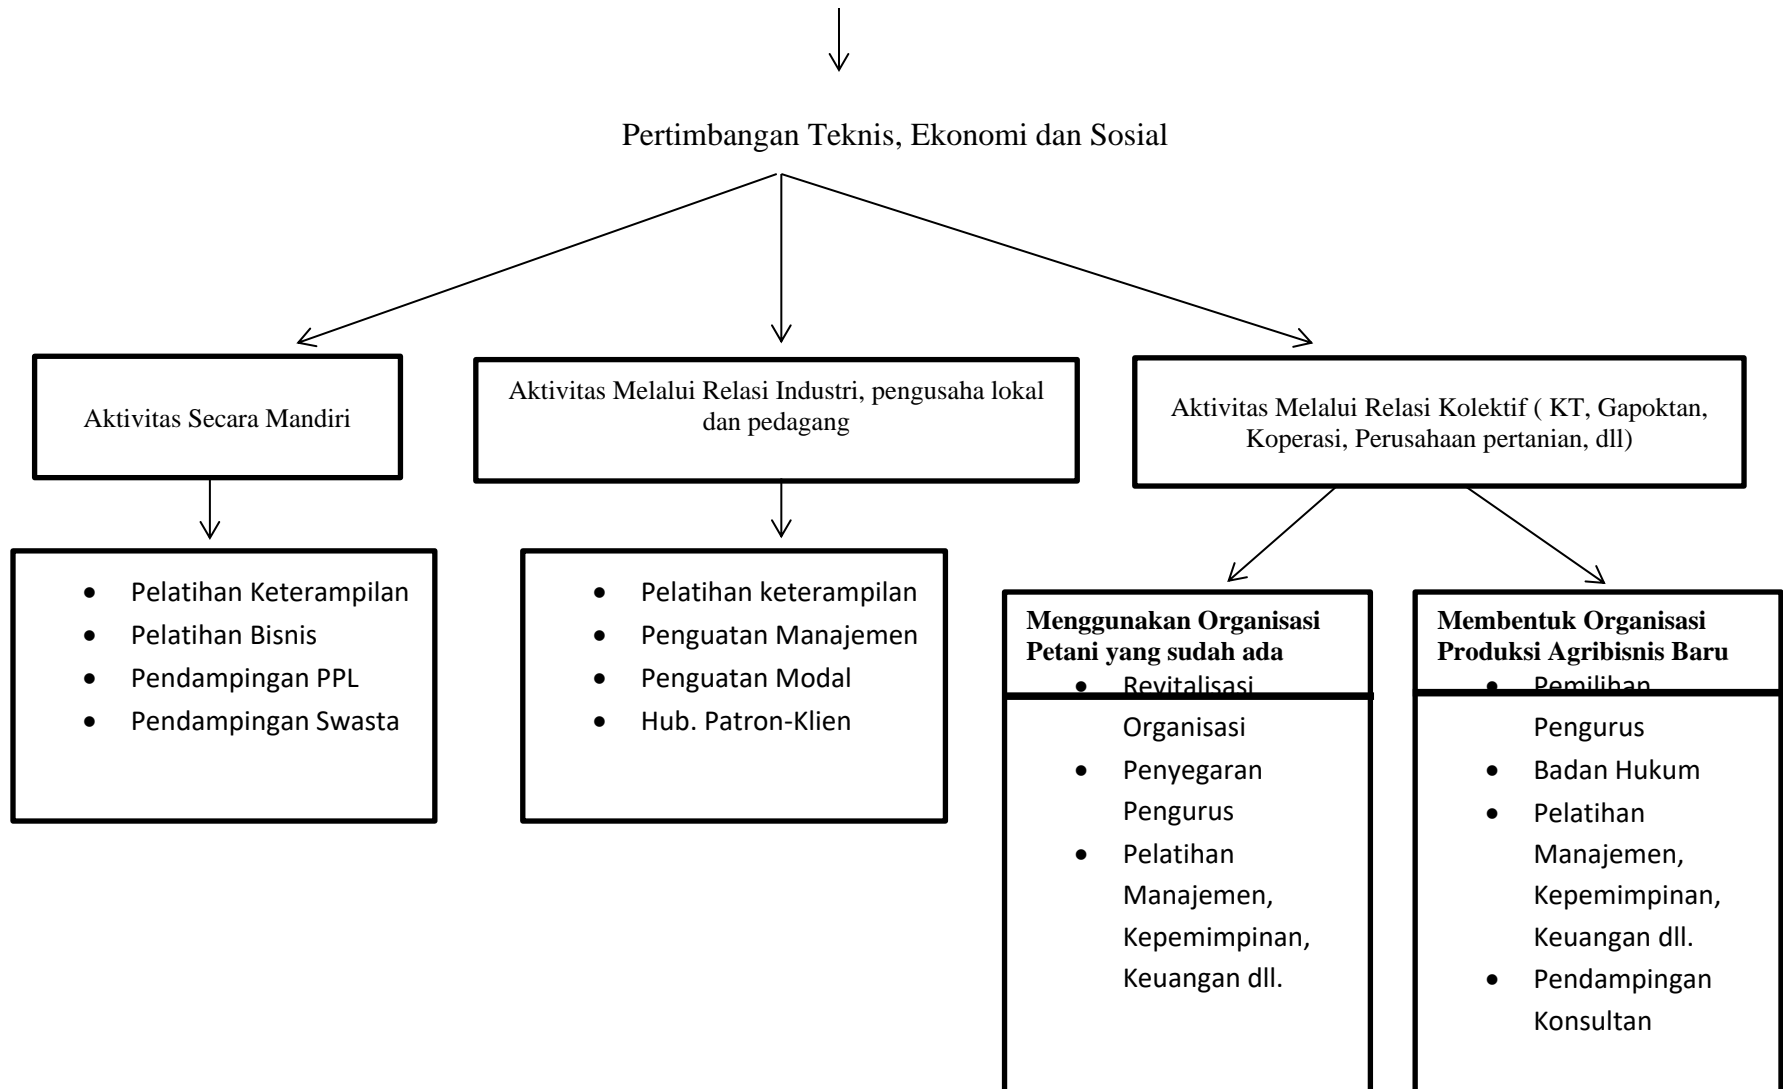 Pertimbangan Teknis, Ekonomi dan Sosial
Aktivitas Secara Mandiri
Aktivitas Melalui Relasi Industri, pengusaha lokal
dan pedagang
Aktivitas Melalui Relasi Kolektif ( KT, Gapoktan,
Koperasi, Perusahaan pertanian, dll)
• Pelatihan Keterampilan
• Pelatihan Bisnis
• Pendampingan PPL
• Pendampingan Swasta
• Pelatihan keterampilan
• Penguatan Manajemen
• Penguatan Modal
• Hub. Patron-Klien
Menggunakan Organisasi
Petani yang sudah ada
• Revitalisasi
Organisasi
• Penyegaran
Pengurus
• Pelatihan
Manajemen,
Kepemimpinan,
Keuangan dll.
Membentuk Organisasi
Produksi Agribisnis Baru
• Pemilihan
Pengurus
• Badan Hukum
• Pelatihan
Manajemen,
Kepemimpinan,
Keuangan dll.
• Pendampingan
Konsultan